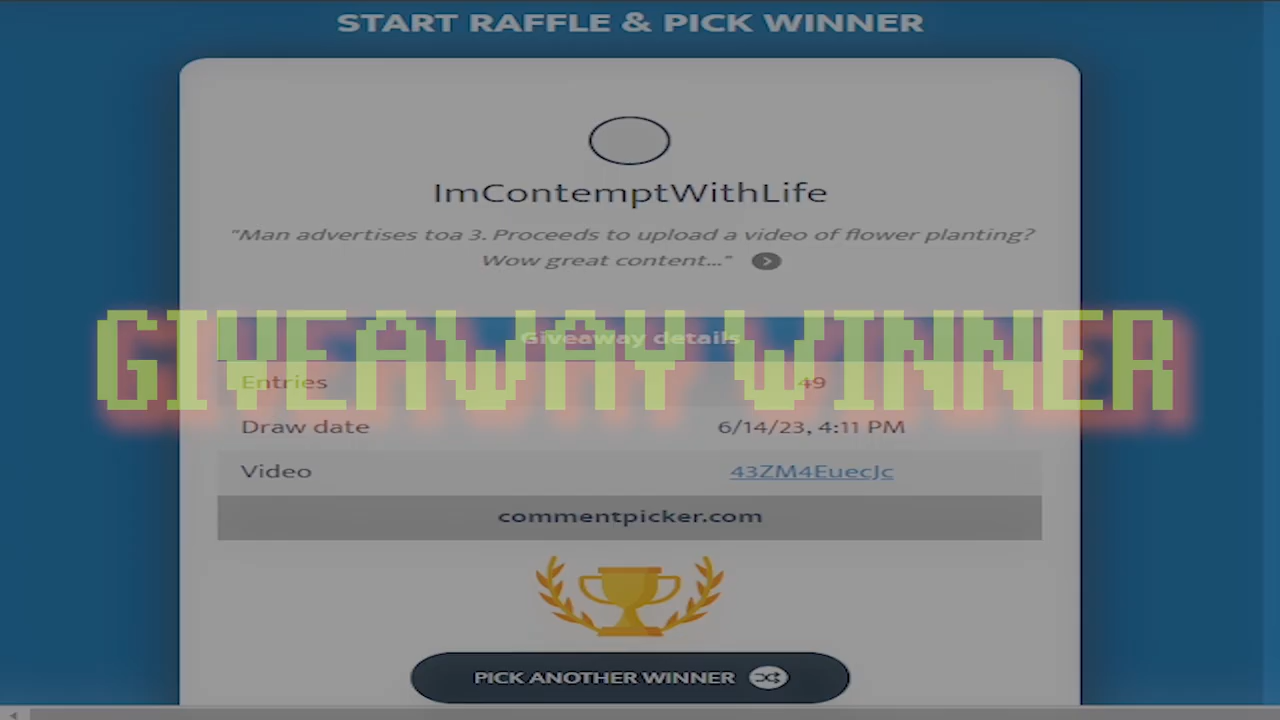 START RAFFLE & PICK WINNER
ImContemptWithLife
"Man advertises toa 3. Proceeds to upload a video of flower planting?
Wow great content..."
GIVEAWAY WINNER
Giveaway details
Entries 49
Draw date 6/14/23, 4:11 PM
Video 43ZM4EuecJc
commentpicker.com
PICK ANOTHER WINNER